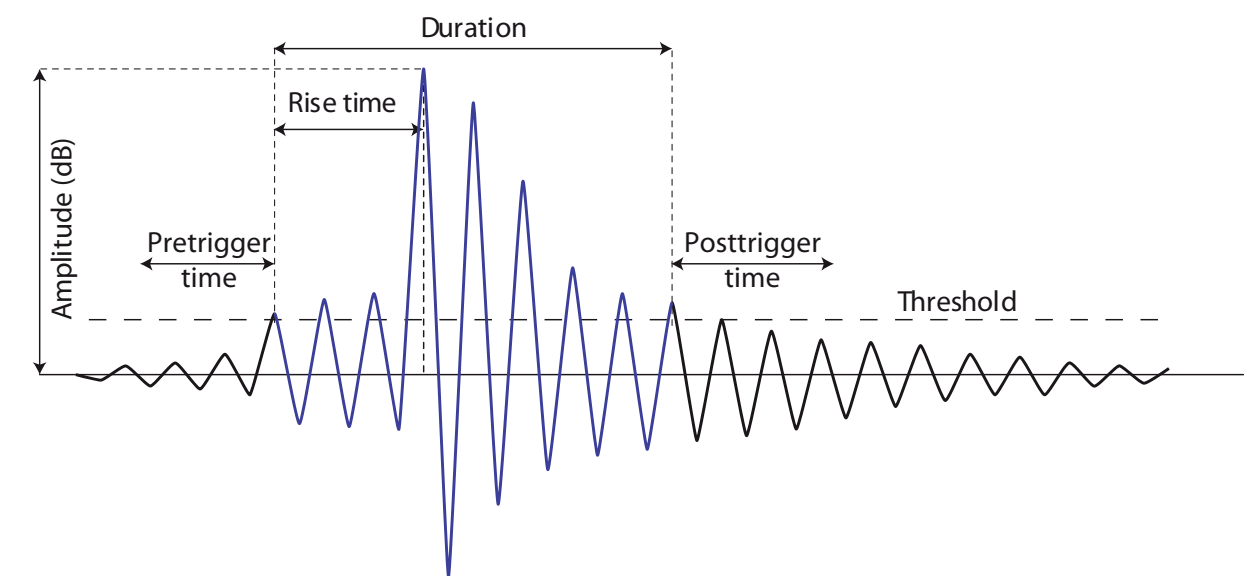 Duration
Rise time
Amplitude (dB)
Pretrigger
time
Posttrigger
time
Threshold